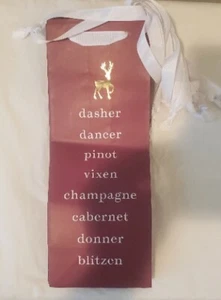 dasher
dancer
pinot
vixen
champagne
cabernet
donner
blitzen